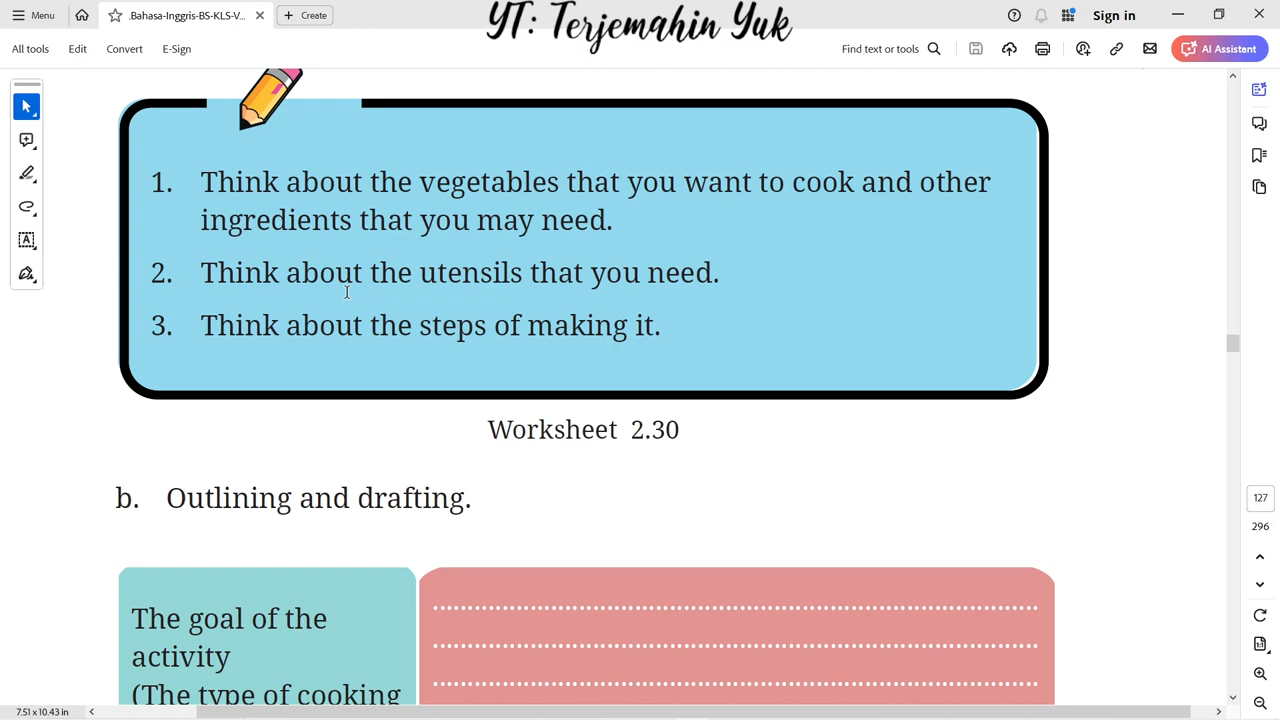 Menu
.Bahasa-Inggris-BS-KLS-V...
Create
YT: Terjemahin Yuk
Sign in
All tools
Edit
Convert
E-Sign
Find text or tools
AI Assistant
1. Think about the vegetables that you want to cook and other
ingredients that you may need.
2. Think about the utensils that you need.
3. Think about the steps of making it.
Worksheet 2.30
b. Outlining and drafting.
The goal of the
activity
(The type of cooking
127
296
7.51 x 10.43 in